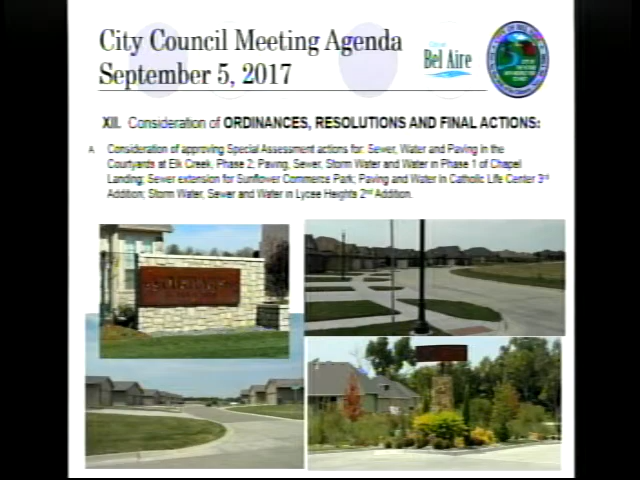 City Council Meeting Agenda
September 5, 2017
City of
Bel Aire
XII. Consideration of ORDINANCES, RESOLUTIONS AND FINAL ACTIONS:
A Consideration of approving Special Assessment actions for: Sewer, Water and Paving in the
Courtyards at Elk Creek, Phase 2; Paving, Sewer, Storm Water and Water in Phase 1 of Chapel
Landing; Sewer extension for Sunflower Commerce Park; Paving and Water in Catholic Life Center 3rd
Addition; Storm Water, Sewer and Water in Lycee Heights 2nd Addition.